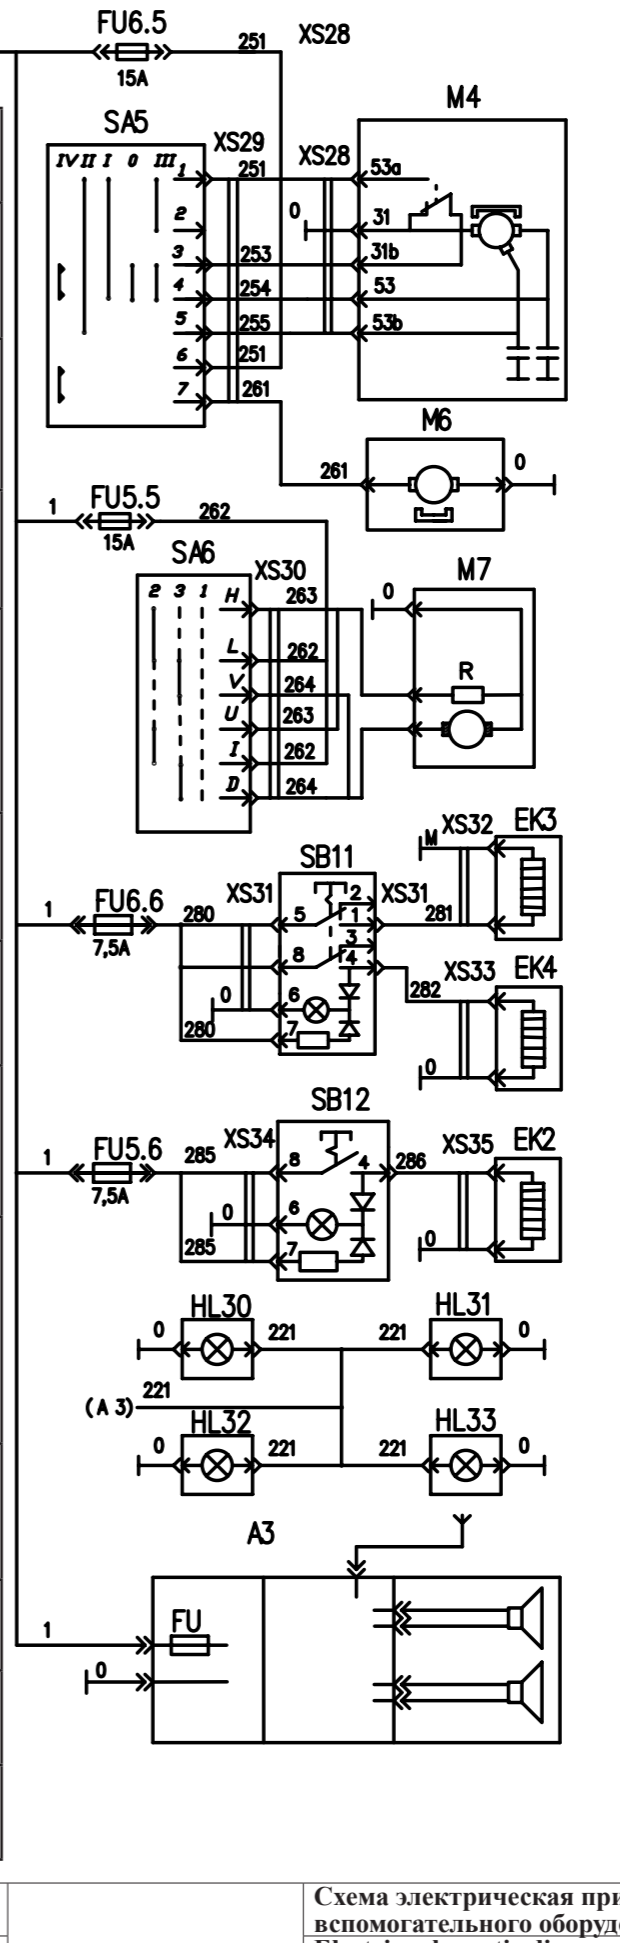 FU6.5
251
XS28
15A
SA5
M4
XS29
XS28
IV II I 0 III
1
251
53a
2
0
31
3
253
31b
4
254
53
5
255
53b
6
251
7
261
M6
261
0
1
FU5.5
262
15A
SA6
XS30
M7
2 3 1
H
263
0
L
262
V
264
R
U
263
I
262
D
264
XS32
EK3
M
SB11
1
FU6.6
280
XS31
XS31
281
7,5A
5
2
1
3
8
4
XS33
EK4
0
6
282
280
7
0
SB12
1
FU5.6
285
XS34
8
4
286
XS35
EK2
7,5A
0
6
0
285
7
HL30
HL31
0
221
221
0
(A 3)
221
HL32
HL33
0
221
221
0
A3
1
FU
0
Схема электрическая при
вспомогательного оборуд